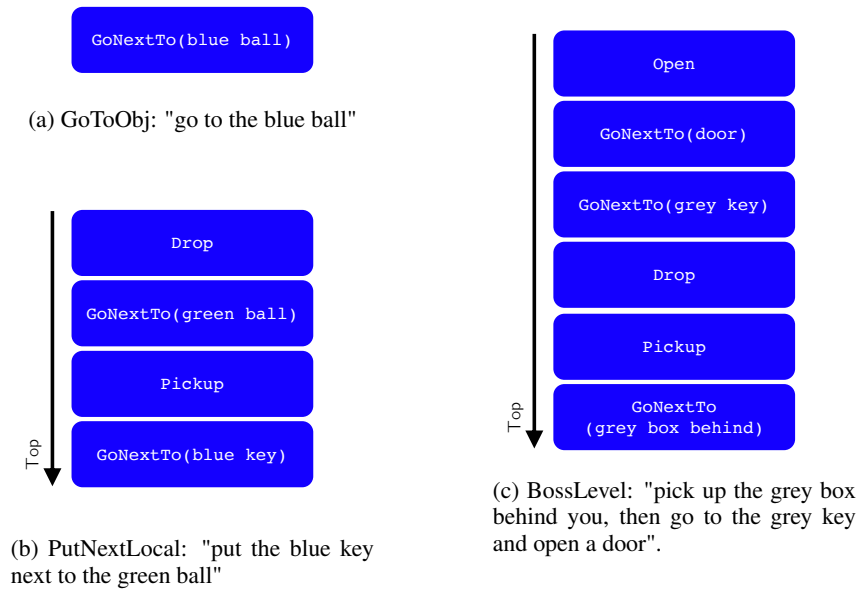 GoNextTo(blue ball)
(a) GoToObj: "go to the blue ball"
Drop
GoNextTo(green ball)
Pickup
GoNextTo(blue key)
Top
(b) PutNextLocal: "put the blue key
next to the green ball"
Open
GoNextTo(door)
GoNextTo(grey key)
Drop
Pickup
GoNextTo
(grey box behind)
Top
(c) BossLevel: "pick up the grey box
behind you, then go to the grey key
and open a door".